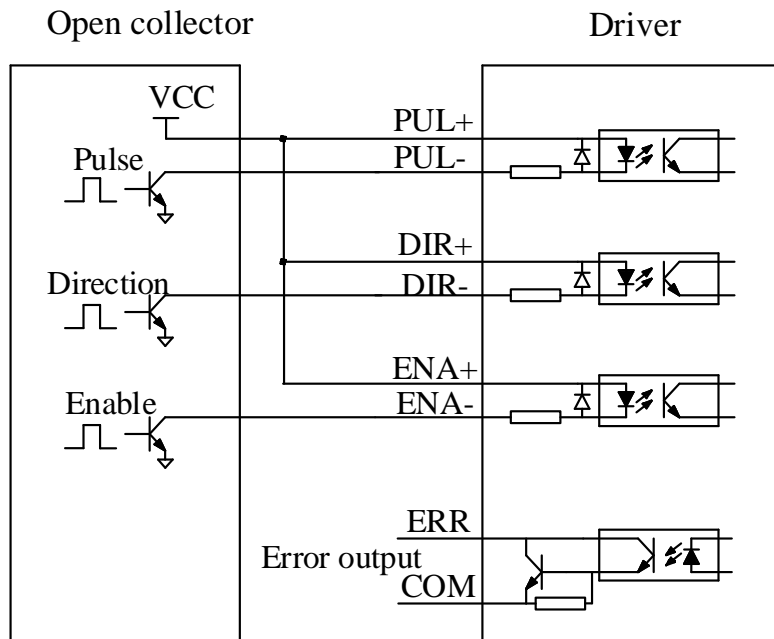 Open collector
Driver
VCC
PUL+
Pulse
PUL-
DIR+
Direction
DIR-
ENA+
Enable
ENA-
ERR
Error output
COM